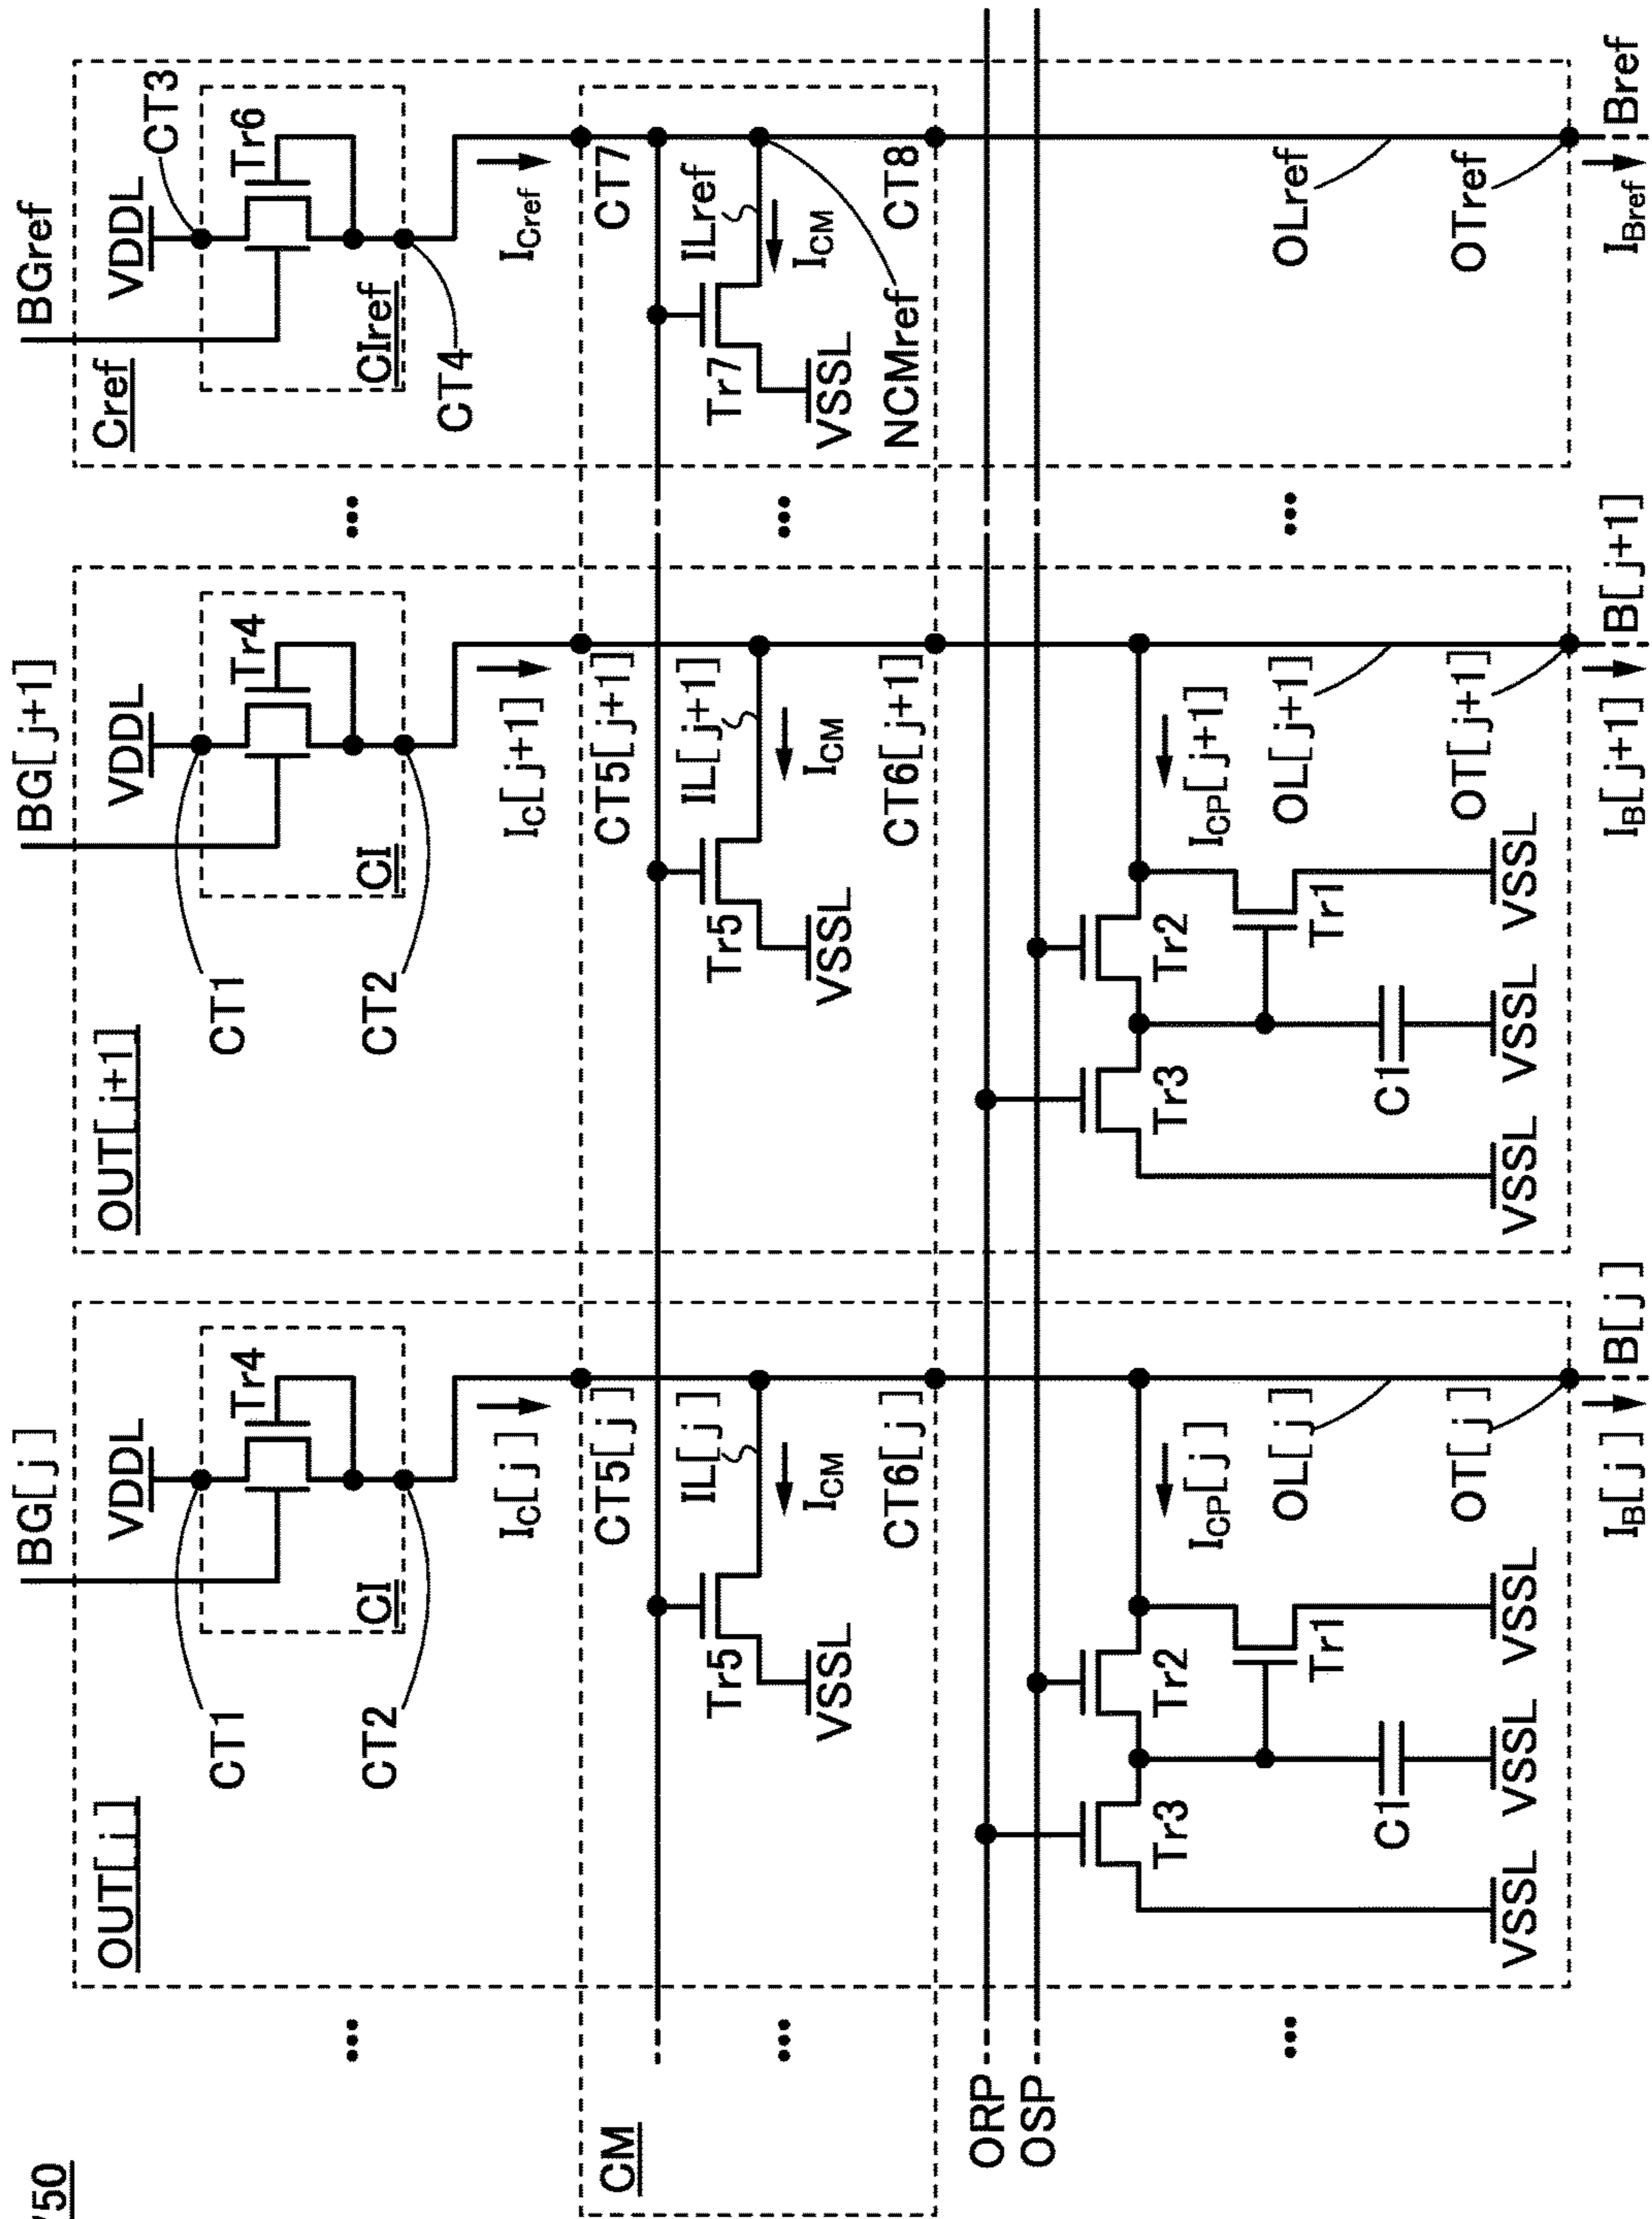 750
BG[j]
BG[j+1]
BGref
OUT[j]
OUT[j+1]
Cref
VDDL
VDDL
VDDL
CT3
Tr4
Tr4
Tr6
CT1
CT1
CI
CI
CIref
CT2
CT2
CT4
IC[j]
IC[j+1]
ICref
CM
CT5[j]
CT5[j+1]
CT7
IL[j]
IL[j+1]
ILref
Tr5
Tr5
Tr7
ICM
ICM
ICM
VSSL
VSSL
VSSL
CT6[j]
CT6[j+1]
NCMref
CT8
ORP
OSP
Tr3
Tr2
Tr3
Tr2
ICP[j]
ICP[j+1]
Tr1
Tr1
OL[j]
OL[j+1]
OLref
C1
C1
OT[j]
OT[j+1]
OTref
VSSL
VSSL
VSSL
VSSL
VSSL
VSSL
IB[j]
B[j]
IB[j+1]
B[j+1]
IBref
Bref